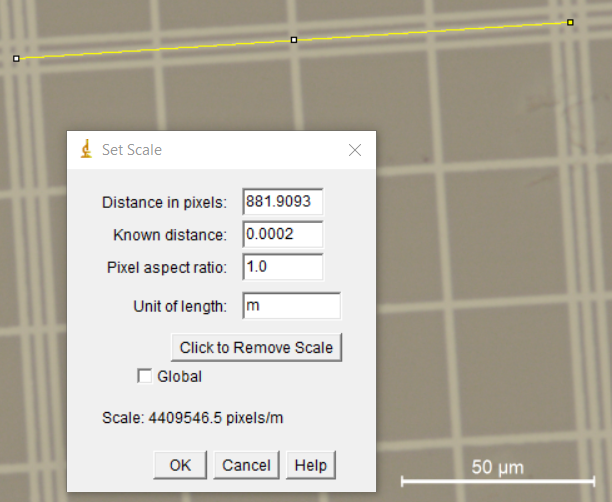 Set Scale
Distance in pixels: 881.9093
Known distance: 0.0002
Pixel aspect ratio: 1.0
Unit of length: m
Click to Remove Scale
Global
Scale: 4409546.5 pixels/m
OK Cancel Help
50 µm